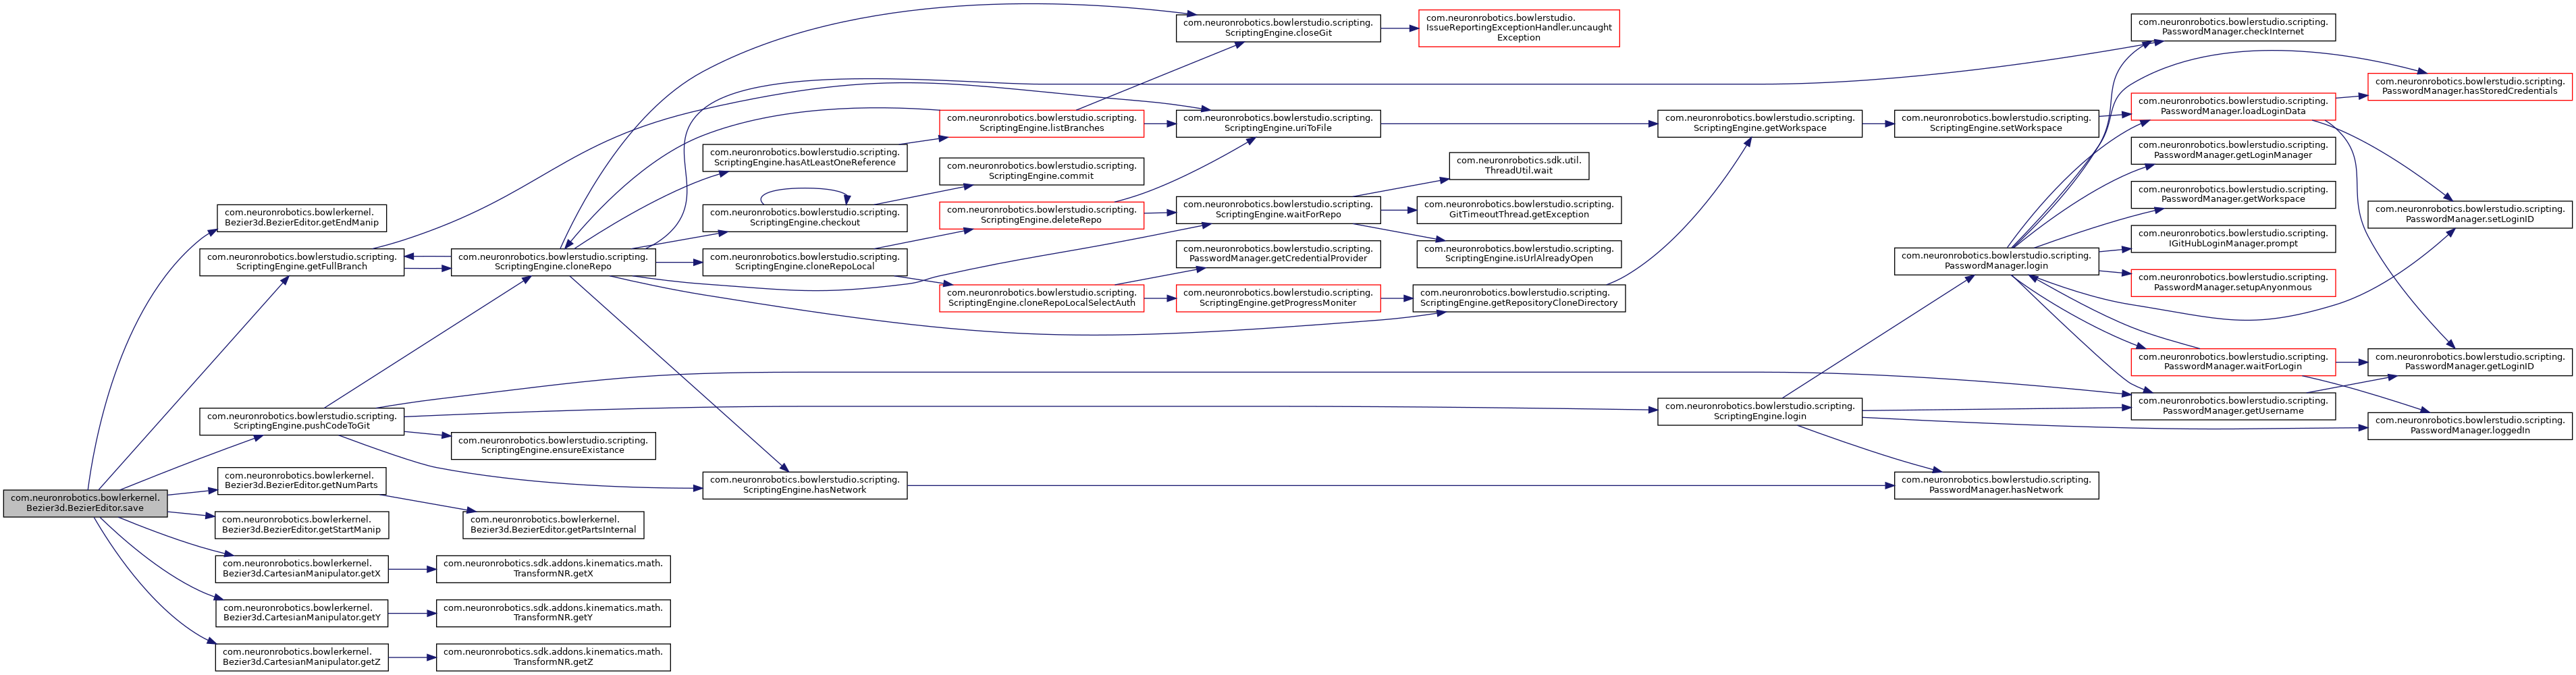 com.neuronrobotics.bowlerkernel.
Bezier3d.BezierEditor.save
com.neuronrobotics.bowlerkernel.
Bezier3d.BezierEditor.getEndManip
com.neuronrobotics.bowlerstudio.scripting.
ScriptingEngine.getFullBranch
com.neuronrobotics.bowlerstudio.scripting.
ScriptingEngine.pushCodeToGit
com.neuronrobotics.bowlerkernel.
Bezier3d.BezierEditor.getNumParts
com.neuronrobotics.bowlerkernel.
Bezier3d.BezierEditor.getStartManip
com.neuronrobotics.bowlerkernel.
Bezier3d.CartesianManipulator.getX
com.neuronrobotics.bowlerkernel.
Bezier3d.CartesianManipulator.getY
com.neuronrobotics.bowlerkernel.
Bezier3d.CartesianManipulator.getZ
com.neuronrobotics.bowlerstudio.scripting.
ScriptingEngine.cloneRepo
com.neuronrobotics.bowlerstudio.scripting.
ScriptingEngine.ensureExistance
com.neuronrobotics.bowlerkernel.
Bezier3d.BezierEditor.getPartsInternal
com.neuronrobotics.sdk.addons.kinematics.math.
TransformNR.getX
com.neuronrobotics.sdk.addons.kinematics.math.
TransformNR.getY
com.neuronrobotics.sdk.addons.kinematics.math.
TransformNR.getZ
com.neuronrobotics.bowlerstudio.scripting.
ScriptingEngine.hasAtLeastOneReference
com.neuronrobotics.bowlerstudio.scripting.
ScriptingEngine.checkout
com.neuronrobotics.bowlerstudio.scripting.
ScriptingEngine.cloneRepoLocal
com.neuronrobotics.bowlerstudio.scripting.
ScriptingEngine.hasNetwork
com.neuronrobotics.bowlerstudio.scripting.
ScriptingEngine.listBranches
com.neuronrobotics.bowlerstudio.scripting.
ScriptingEngine.commit
com.neuronrobotics.bowlerstudio.scripting.
ScriptingEngine.deleteRepo
com.neuronrobotics.bowlerstudio.scripting.
ScriptingEngine.cloneRepoLocalSelectAuth
com.neuronrobotics.bowlerstudio.scripting.
ScriptingEngine.closeGit
com.neuronrobotics.bowlerstudio.scripting.
ScriptingEngine.uriToFile
com.neuronrobotics.bowlerstudio.scripting.
ScriptingEngine.waitForRepo
com.neuronrobotics.bowlerstudio.scripting.
PasswordManager.getCredentialProvider
com.neuronrobotics.bowlerstudio.scripting.
ScriptingEngine.getProgressMoniter
com.neuronrobotics.bowlerstudio.
IssueReportingExceptionHandler.uncaught
Exception
com.neuronrobotics.sdk.util.
ThreadUtil.wait
com.neuronrobotics.bowlerstudio.scripting.
GitTimeoutThread.getException
com.neuronrobotics.bowlerstudio.scripting.
ScriptingEngine.isUrlAlreadyOpen
com.neuronrobotics.bowlerstudio.scripting.
ScriptingEngine.getRepositoryCloneDirectory
com.neuronrobotics.bowlerstudio.scripting.
ScriptingEngine.getWorkspace
com.neuronrobotics.bowlerstudio.scripting.
ScriptingEngine.login
com.neuronrobotics.bowlerstudio.scripting.
ScriptingEngine.setWorkspace
com.neuronrobotics.bowlerstudio.scripting.
PasswordManager.login
com.neuronrobotics.bowlerstudio.scripting.
PasswordManager.hasNetwork
com.neuronrobotics.bowlerstudio.scripting.
PasswordManager.checkInternet
com.neuronrobotics.bowlerstudio.scripting.
PasswordManager.loadLoginData
com.neuronrobotics.bowlerstudio.scripting.
PasswordManager.getLoginManager
com.neuronrobotics.bowlerstudio.scripting.
PasswordManager.getWorkspace
com.neuronrobotics.bowlerstudio.scripting.
IGitHubLoginManager.prompt
com.neuronrobotics.bowlerstudio.scripting.
PasswordManager.setupAnyonmous
com.neuronrobotics.bowlerstudio.scripting.
PasswordManager.waitForLogin
com.neuronrobotics.bowlerstudio.scripting.
PasswordManager.getUsername
com.neuronrobotics.bowlerstudio.scripting.
PasswordManager.hasStoredCredentials
com.neuronrobotics.bowlerstudio.scripting.
PasswordManager.setLoginID
com.neuronrobotics.bowlerstudio.scripting.
PasswordManager.getLoginID
com.neuronrobotics.bowlerstudio.scripting.
PasswordManager.loggedIn